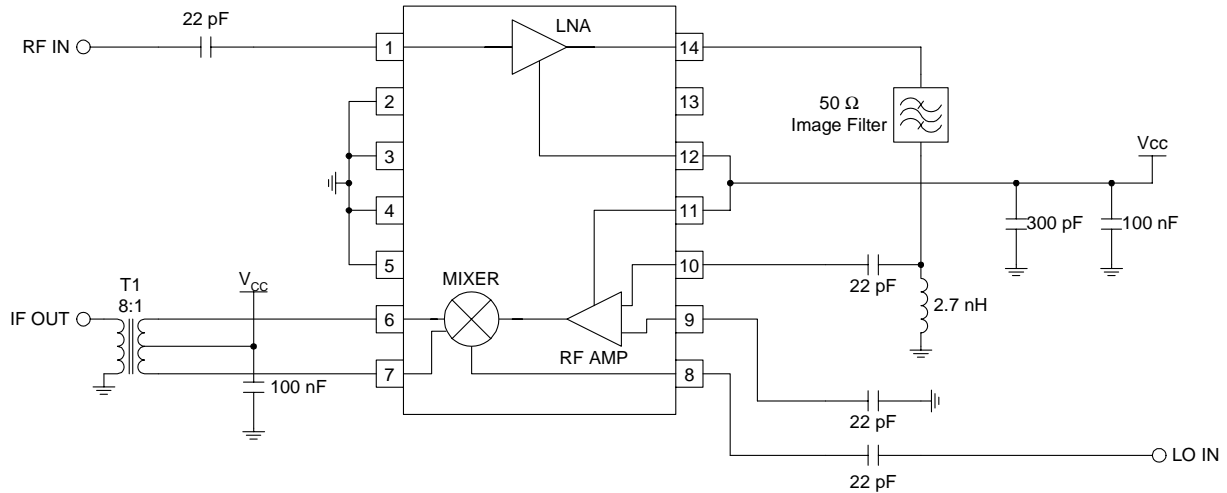 22 pF
RF IN
1
LNA
14
2
13
50 Ω
Image Filter
3
12
Vcc
4
11
300 pF
100 nF
5
10
22 pF
T1
8:1
VCC
MIXER
2.7 nH
IF OUT
6
9
RF AMP
7
8
100 nF
22 pF
LO IN
22 pF